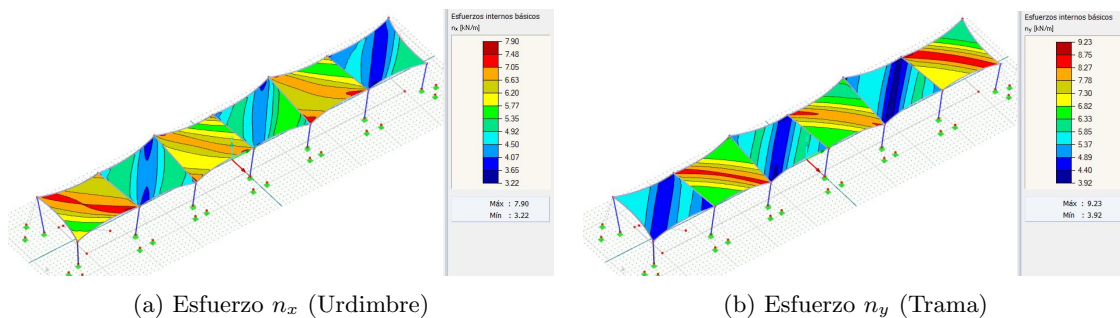 Esfuerzos internos básicos
nx [kN/m]
7.90
7.48
7.05
6.63
6.20
5.77
5.35
4.92
4.50
4.07
3.65
3.22
Máx : 7.90
Mín : 3.22
(a) Esfuerzo nx (Urdimbre)
Esfuerzos internos básicos
ny [kN/m]
9.23
8.75
8.27
7.78
7.30
6.82
6.33
5.85
5.37
4.89
4.40
3.92
Máx : 9.23
Mín : 3.92
(b) Esfuerzo ny (Trama)